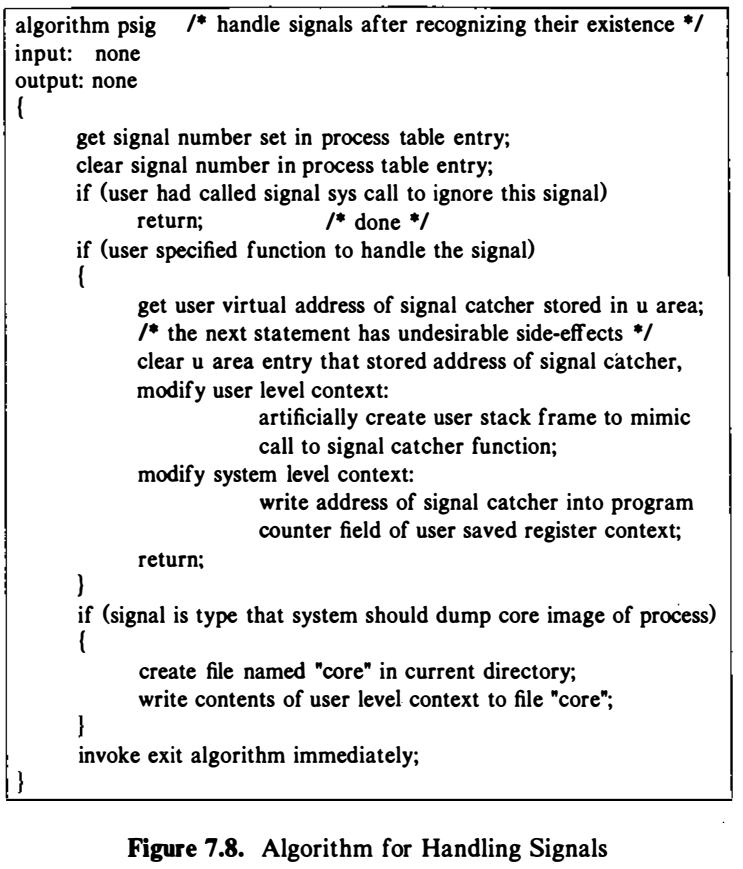 algorithm psig /* handle signals after recognizing their existence */
input: none
output: none
{
get signal number set in process table entry;
clear signal number in process table entry;
if (user had called signal sys call to ignore this signal)
return; /* done */
if (user specified function to handle the signal)
{
get user virtual address of signal catcher stored in u area;
/* the next statement has undesirable side-effects */
clear u area entry that stored address of signal catcher,
modify user level context:
artificially create user stack frame to mimic
call to signal catcher function;
modify system level context:
write address of signal catcher into program
counter field of user saved register context;
return;
}
if (signal is type that system should dump core image of process)
{
create file named "core" in current directory;
write contents of user level context to file "core";
}
invoke exit algorithm immediately;
}
Figure 7.8. Algorithm for Handling Signals